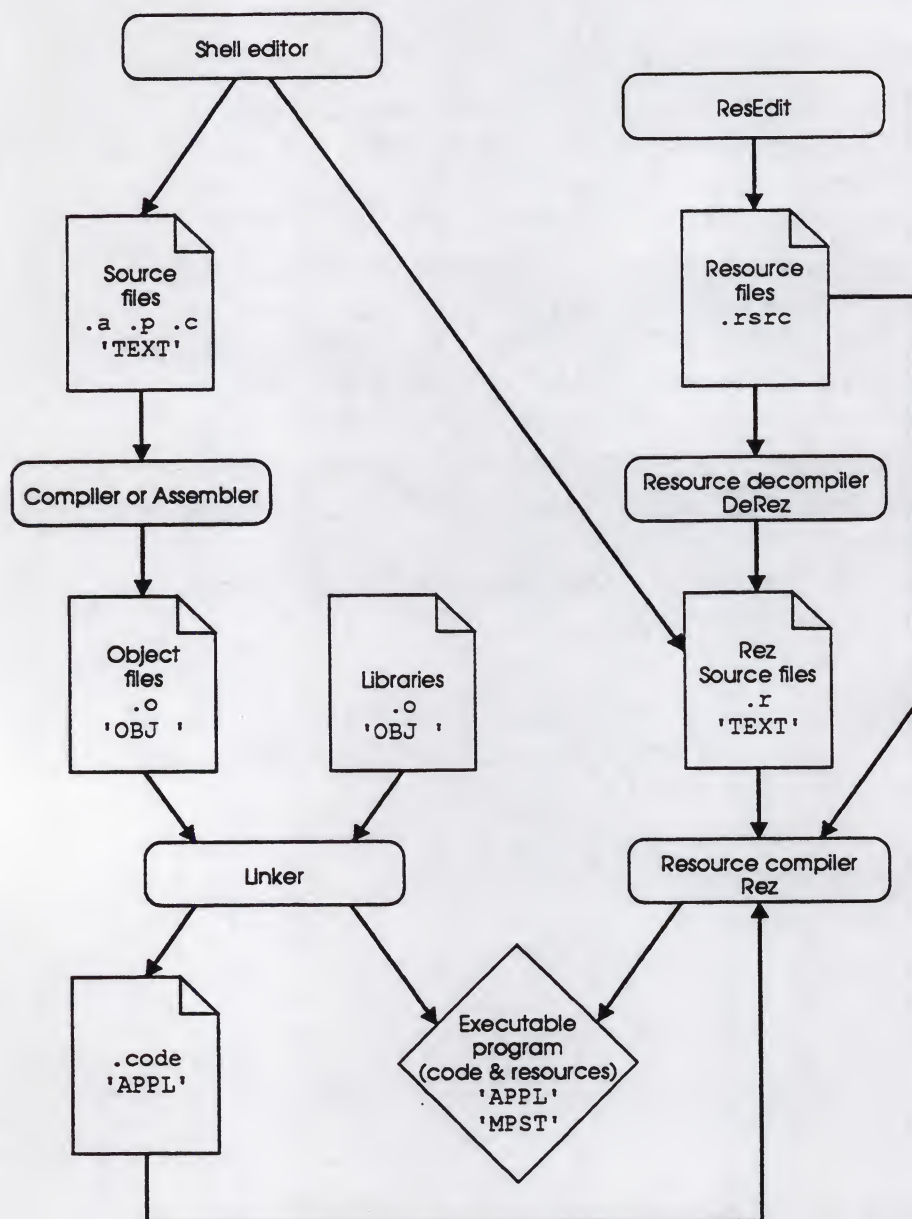 Shell editor
ResEdit
Source
files
.a .p .c
'TEXT'
Resource
files
.rsrc
Compiler or Assembler
Resource decompiler
DeRez
Object
files
.o
'OBJ '
Libraries
.o
'OBJ '
Rez
Source files
.r
'TEXT'
Linker
Resource compiler
Rez
.code
'APPL'
Executable
program
(code & resources)
'APPL'
'MPST'